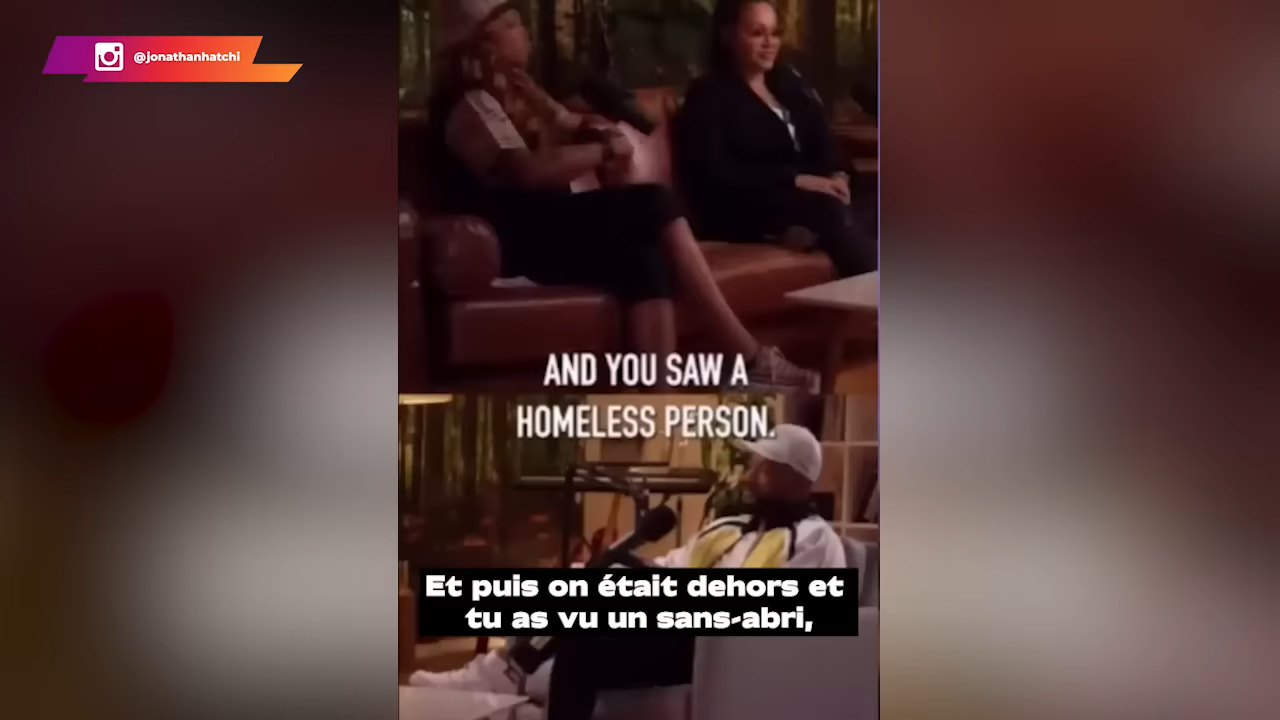 @jonathanhatchi
AND YOU SAW A
HOMELESS PERSON.
Et puis on était dehors et
tu as vu un sans-abri,